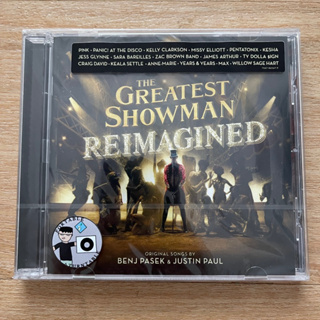 P!NK • PANIC! AT THE DISCO • KELLY CLARKSON • MISSY ELLIOTT • PENTATONIX • KESHA
JESS GLYNNE • SARA BAREILLES • ZAC BROWN BAND • JAMES ARTHUR • TY DOLLA $IGN
CRAIG DAVID • KEALA SETTLE • ANNE-MARIE • YEARS & YEARS • MAX • WILLOW SAGE HART
THE
GREATEST
SHOWMAN
REIMAGINED
ORIGINAL SONGS BY
BENJ PASEK & JUSTIN PAUL